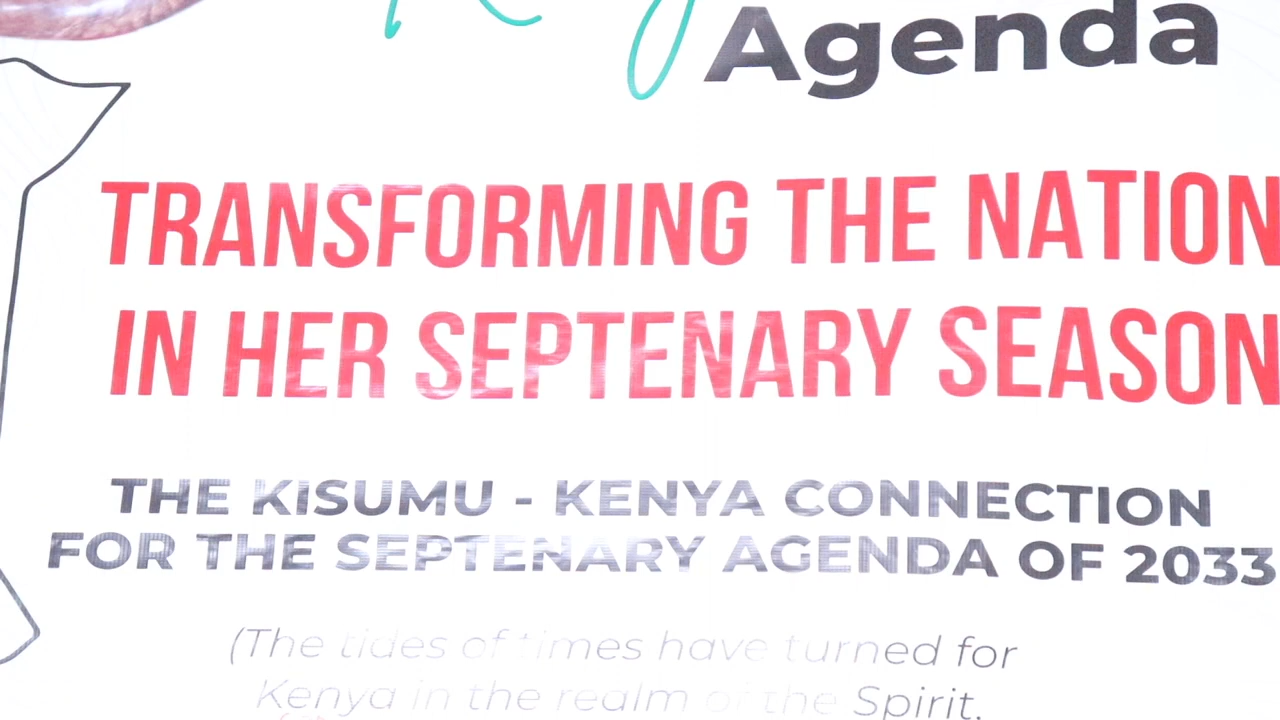 Agenda
TRANSFORMING THE NATION
IN HER SEPTENARY SEASON
THE KISUMU - KENYA CONNECTION
FOR THE SEPTENARY AGENDA OF 2033
(The tides of times have turned for
Kenya in the realm of the Spirit.